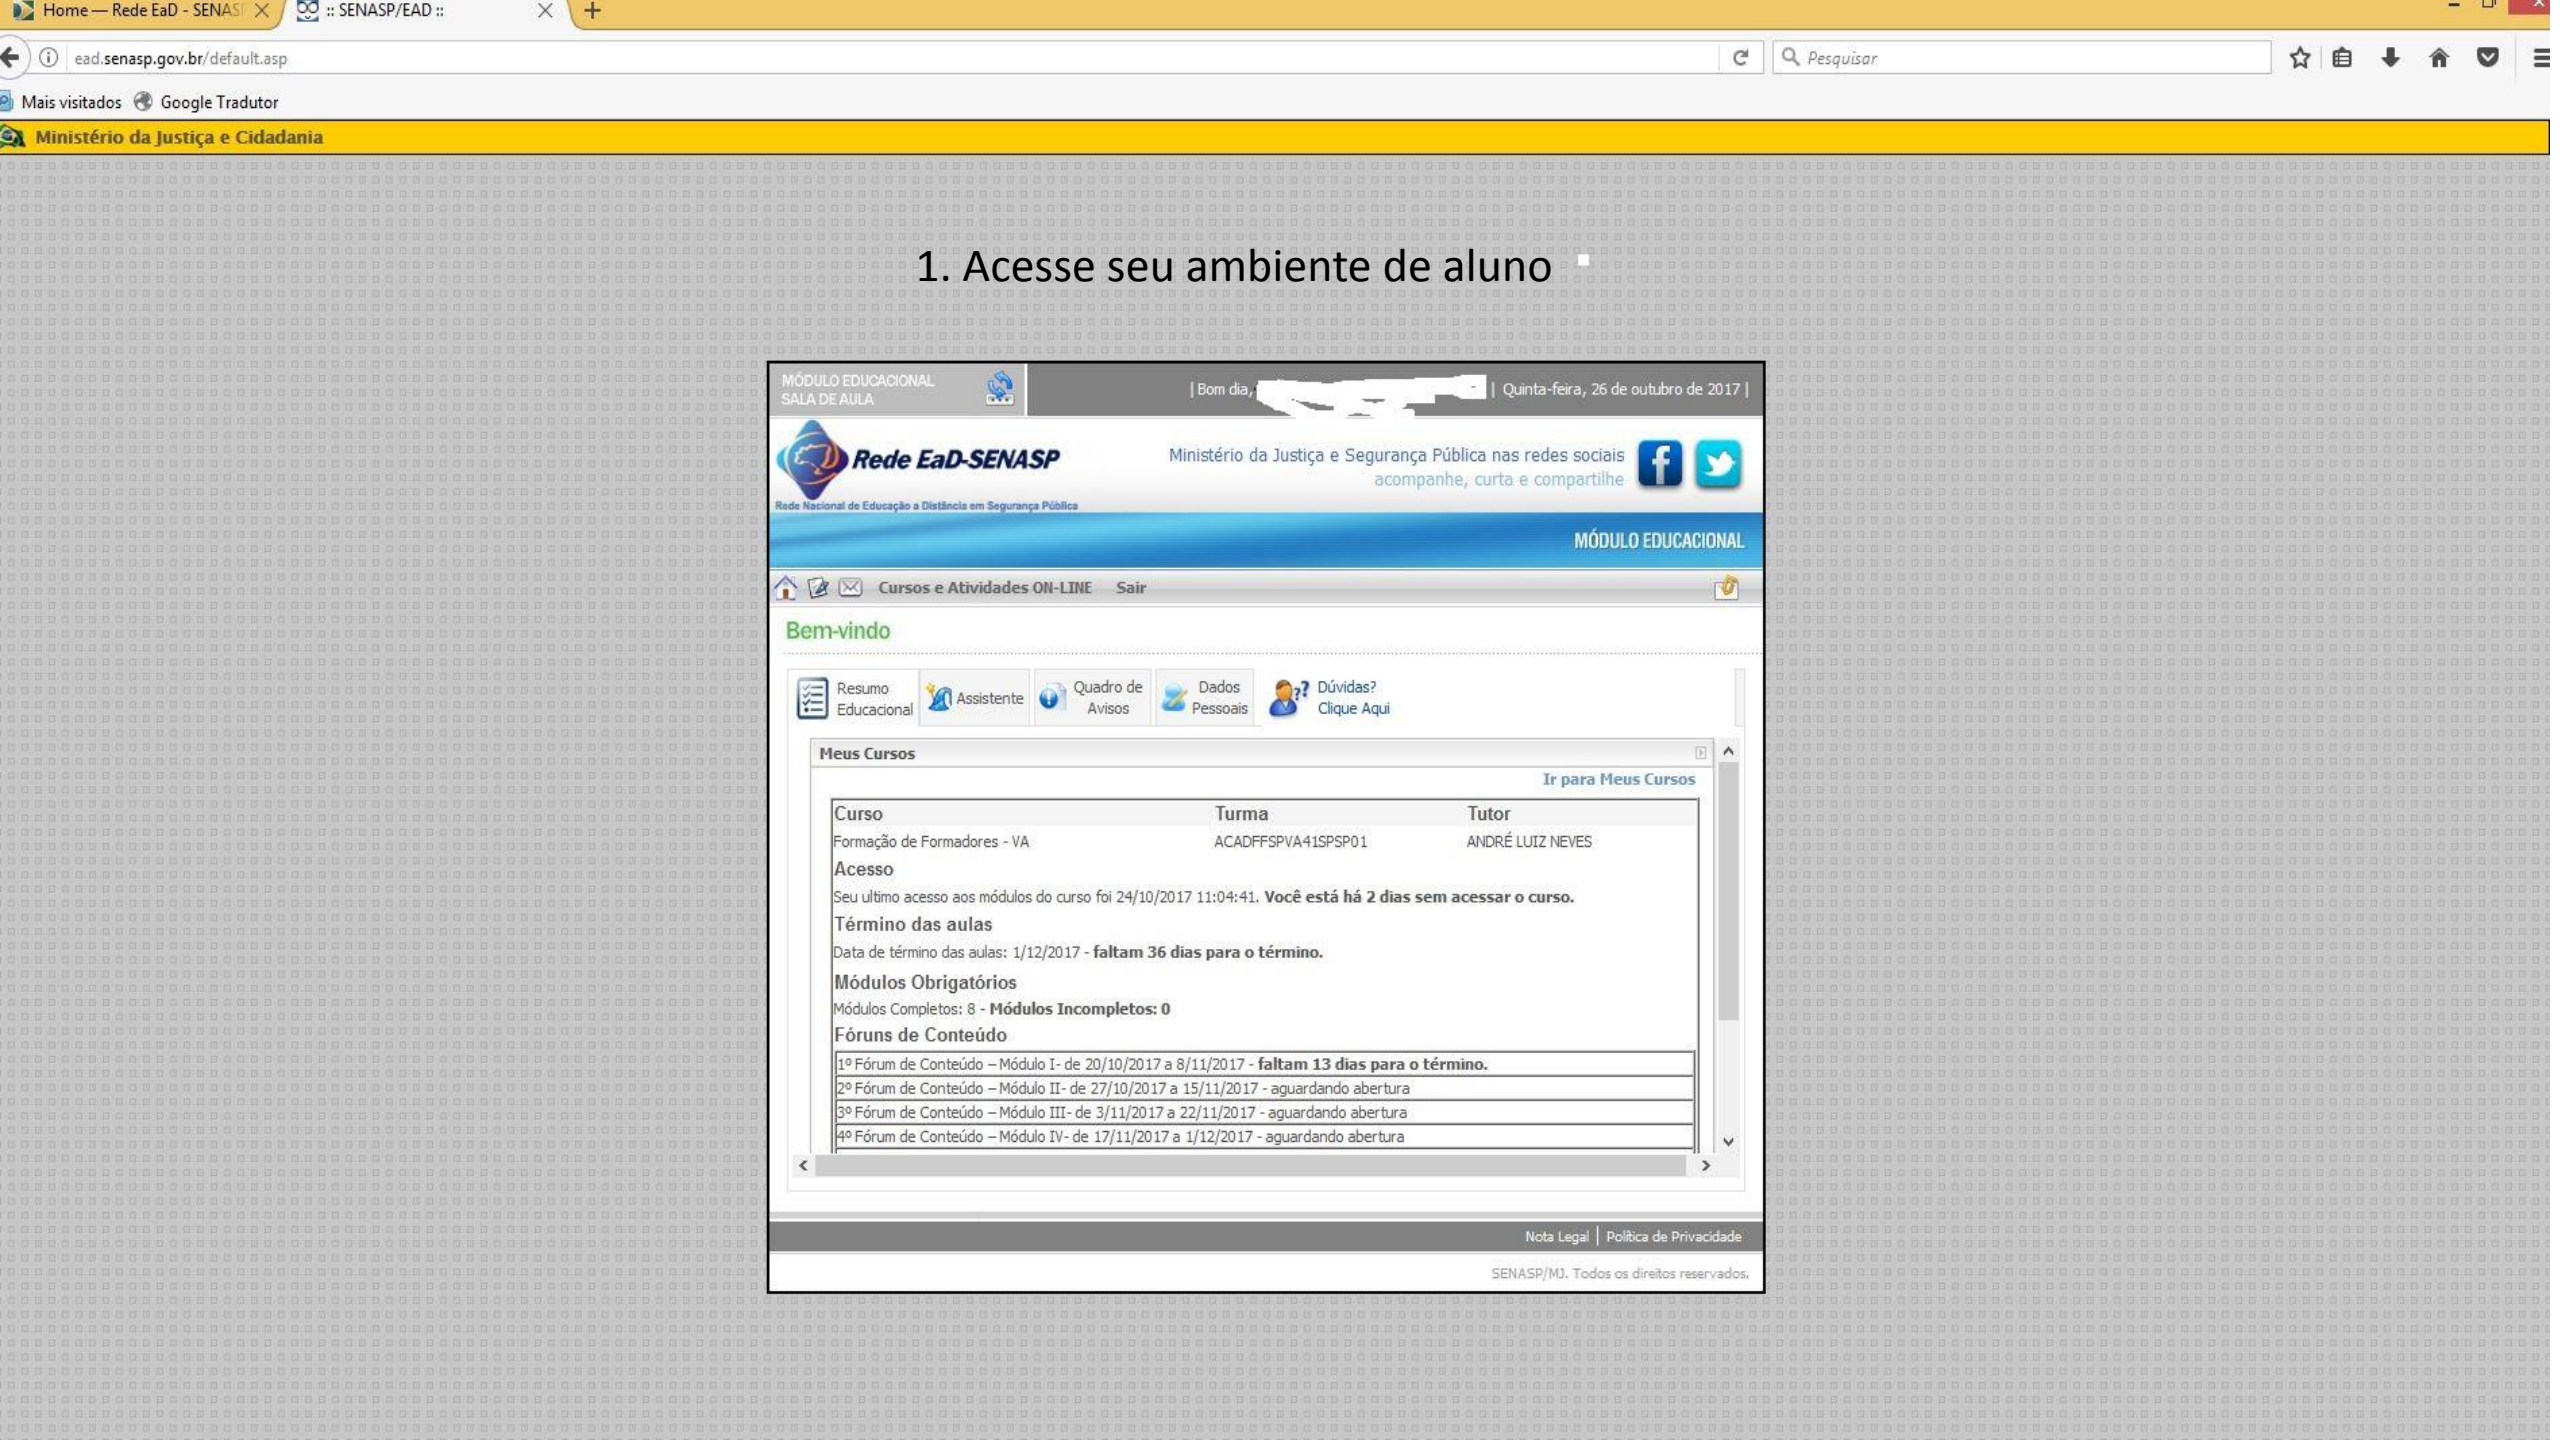 Home — Rede EaD - SENAS
:: SENASP/EAD ::
ead.senasp.gov.br/default.asp
Pesquisar
Mais visitados Google Tradutor
Ministério da Justiça e Cidadania
1. Acesse seu ambiente de aluno
MÓDULO EDUCACIONAL
SALA DE AULA
| Bom dia, | Quinta-feira, 26 de outubro de 2017 |
Rede EaD-SENASP
Rede Nacional de Educação a Distância em Segurança Pública
Ministério da Justiça e Segurança Pública nas redes sociais
acompanhe, curta e compartilhe
MÓDULO EDUCACIONAL
Cursos e Atividades ON-LINE Sair
Bem-vindo
Resumo Educacional
Assistente
Quadro de Avisos
Dados Pessoais
Dúvidas? Clique Aqui
Meus Cursos
Ir para Meus Cursos
Curso Turma Tutor
Formação de Formadores - VA ACADFFSPVA41SPSP01 ANDRÉ LUIZ NEVES
Acesso
Seu ultimo acesso aos módulos do curso foi 24/10/2017 11:04:41. Você está há 2 dias sem acessar o curso.
Término das aulas
Data de término das aulas: 1/12/2017 - faltam 36 dias para o término.
Módulos Obrigatórios
Módulos Completos: 8 - Módulos Incompletos: 0
Fóruns de Conteúdo
1º Fórum de Conteúdo – Módulo I- de 20/10/2017 a 8/11/2017 - faltam 13 dias para o término.
2º Fórum de Conteúdo – Módulo II- de 27/10/2017 a 15/11/2017 - aguardando abertura
3º Fórum de Conteúdo – Módulo III- de 3/11/2017 a 22/11/2017 - aguardando abertura
4º Fórum de Conteúdo – Módulo IV- de 17/11/2017 a 1/12/2017 - aguardando abertura
Nota Legal | Política de Privacidade
SENASP/MJ. Todos os direitos reservados.